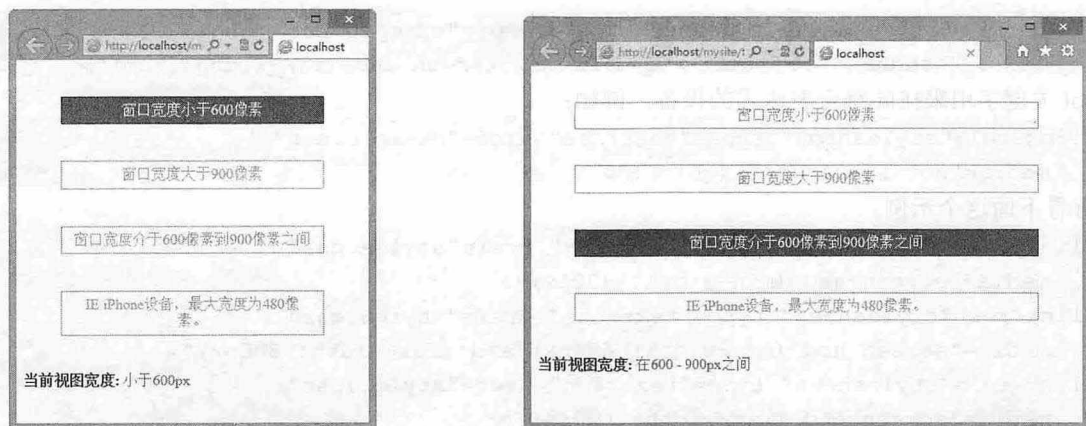 http://localhost/m
localhost
窗口宽度小于600像素
窗口宽度大于900像素
窗口宽度介于600像素到900像素之间
IE iPhone设备，最大宽度为480像
素。
当前视图宽度: 小于600px
http://localhost/mysite/t
localhost
窗口宽度小于600像素
窗口宽度大于900像素
窗口宽度介于600像素到900像素之间
IE iPhone设备，最大宽度为480像素。
当前视图宽度: 在600 - 900px之间